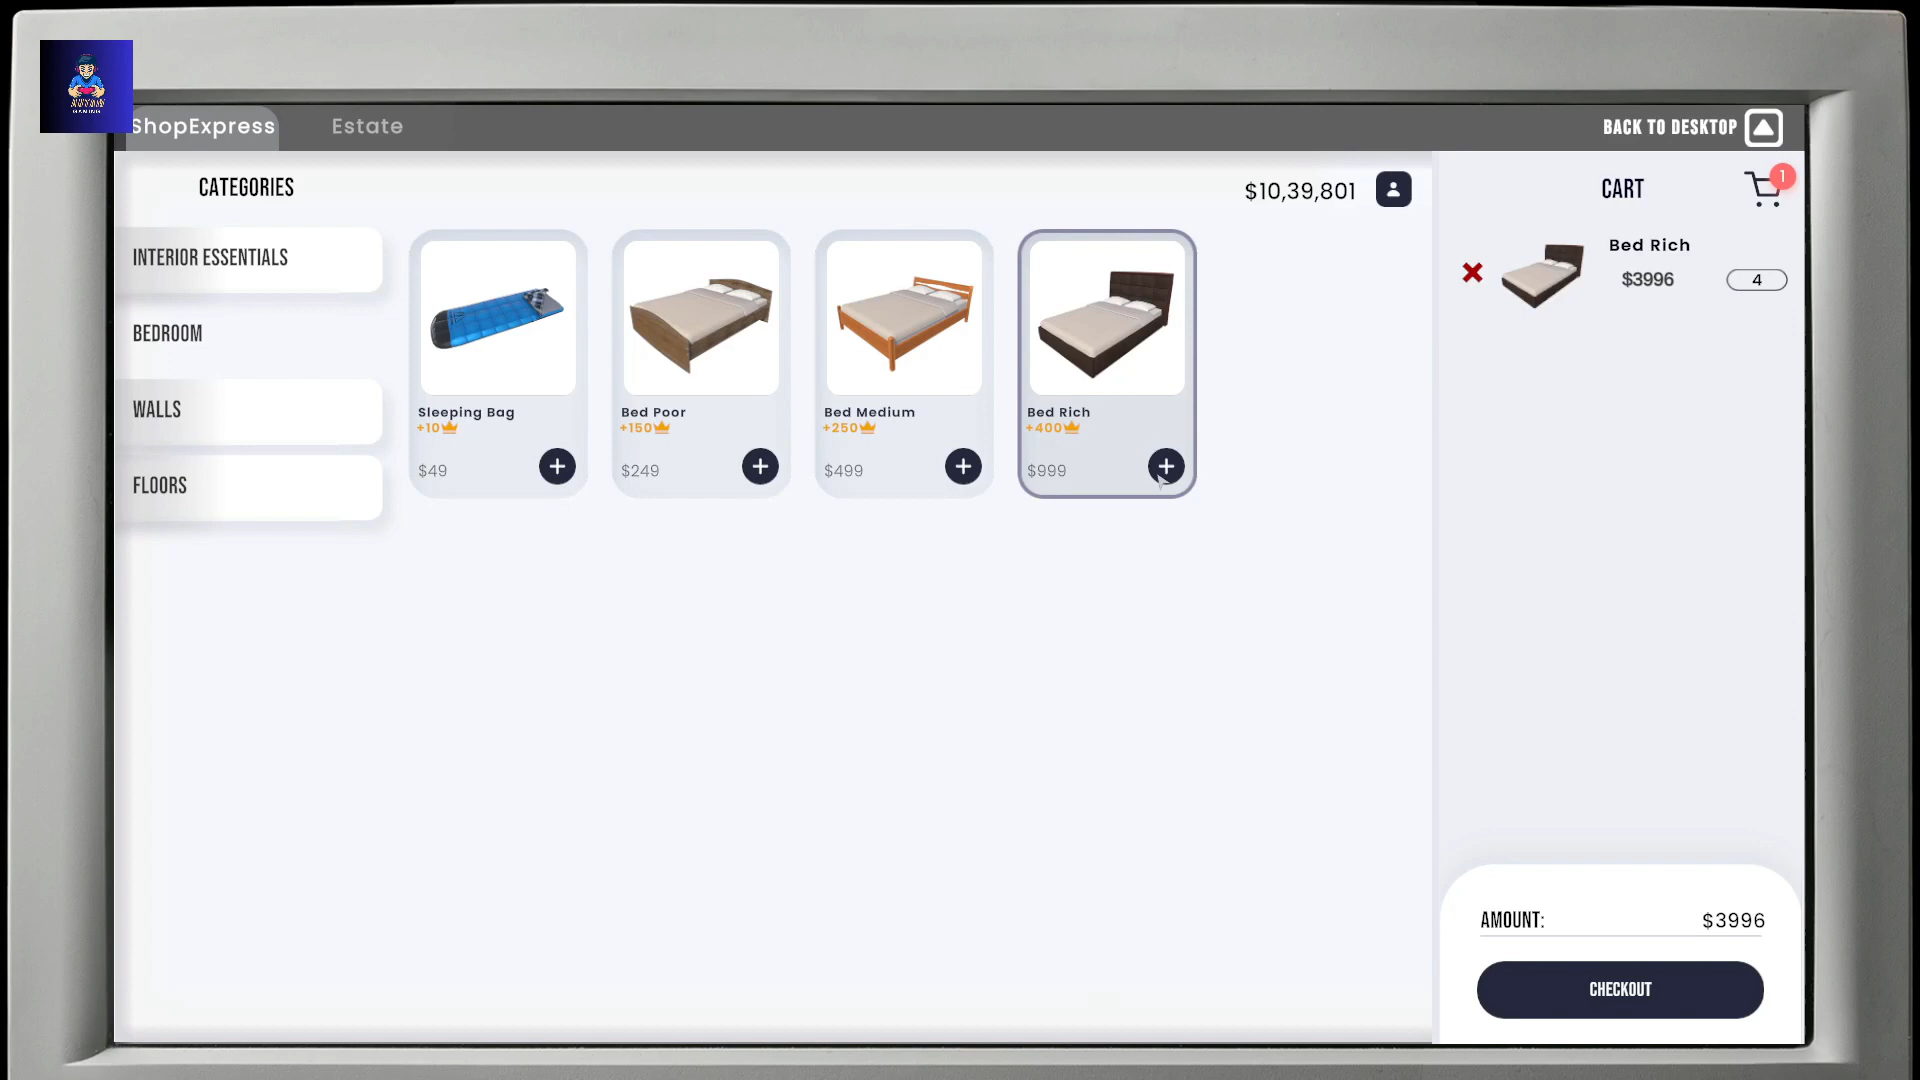 ShopExpress
Estate
BACK TO DESKTOP
CATEGORIES
$10,39,801
CART
1
INTERIOR ESSENTIALS
BEDROOM
WALLS
FLOORS
Sleeping Bag
+10
$49
Bed Poor
+150
$249
Bed Medium
+250
$499
Bed Rich
+400
$999
Bed Rich
$3996
4
AMOUNT:
$3996
CHECKOUT
GAMING